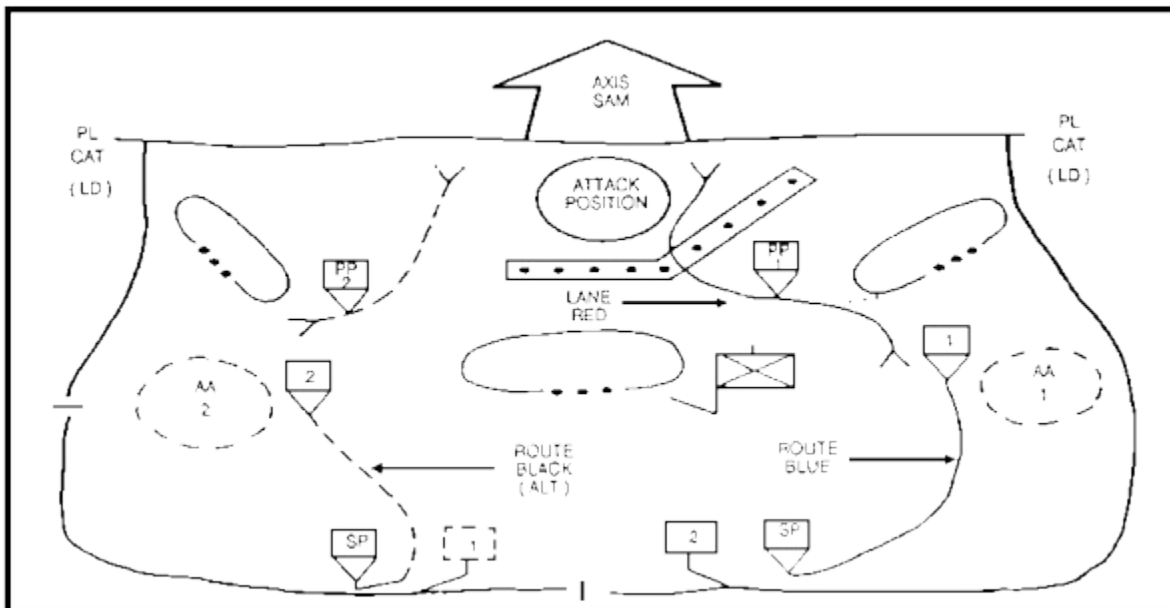 AXIS
SAM
PL
CAT
(LD)
PL
CAT
(LD)
ATTACK
POSITION
PP
2
PP
1
LANE
RED
1
2
AA
2
AA
1
ROUTE
BLACK
(ALT)
ROUTE
BLUE
SP
1
2
SP